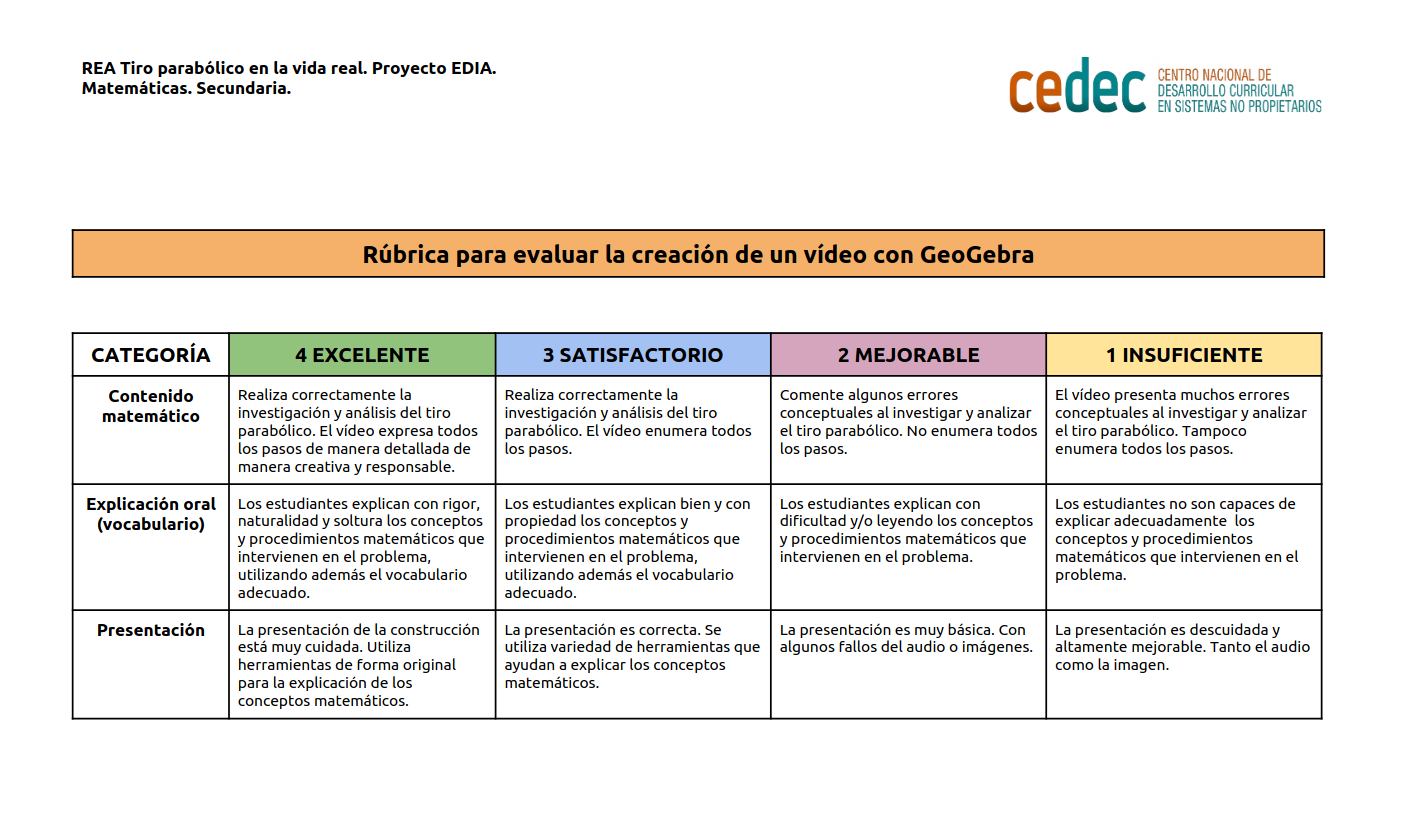 REA Tiro parabólico en la vida real. Proyecto EDIA.
Matemáticas. Secundaria.
cedec
CENTRO NACIONAL DE
DESARROLLO CURRICULAR
EN SISTEMAS NO PROPIETARIOS
Rúbrica para evaluar la creación de un vídeo con GeoGebra
CATEGORÍA
4 EXCELENTE
3 SATISFACTORIO
2 MEJORABLE
1 INSUFICIENTE
Contenido
matemático
Realiza correctamente la
investigación y análisis del tiro
parabólico. El vídeo expresa todos
los pasos de manera detallada de
manera creativa y responsable.
Realiza correctamente la
investigación y análisis del tiro
parabólico. El vídeo enumera todos
los pasos.
Comente algunos errores
conceptuales al investigar y analizar
el tiro parabólico. No enumera todos
los pasos.
El vídeo presenta muchos errores
conceptuales al investigar y analizar
el tiro parabólico. Tampoco
enumera todos los pasos.
Explicación oral
(vocabulario)
Los estudiantes explican con rigor,
naturalidad y soltura los conceptos
y procedimientos matemáticos que
intervienen en el problema,
utilizando además el vocabulario
adecuado.
Los estudiantes explican bien y con
propiedad los conceptos y
procedimientos matemáticos que
intervienen en el problema,
utilizando además el vocabulario
adecuado.
Los estudiantes explican con
dificultad y/o leyendo los conceptos
y procedimientos matemáticos que
intervienen en el problema.
Los estudiantes no son capaces de
explicar adecuadamente los
conceptos y procedimientos
matemáticos que intervienen en el
problema.
Presentación
La presentación de la construcción
está muy cuidada. Utiliza
herramientas de forma original
para la explicación de los
conceptos matemáticos.
La presentación es correcta. Se
utiliza variedad de herramientas que
ayudan a explicar los conceptos
matemáticos.
La presentación es muy básica. Con
algunos fallos del audio o imágenes.
La presentación es descuidada y
altamente mejorable. Tanto el audio
como la imagen.